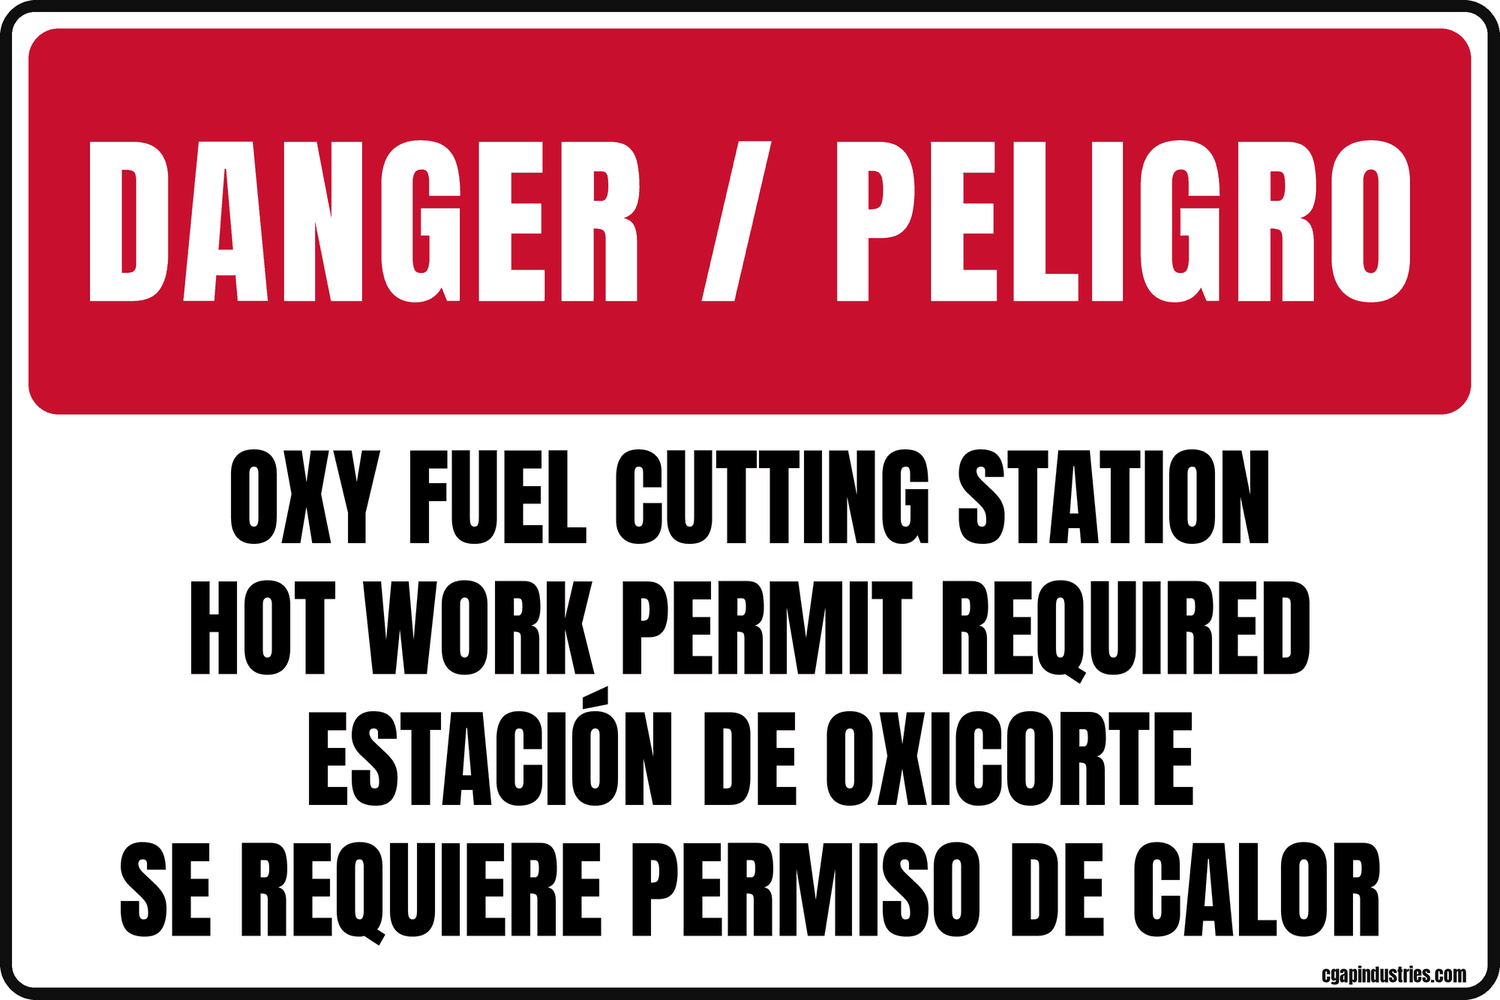 DANGER / PELIGRO
OXY FUEL CUTTING STATION
HOT WORK PERMIT REQUIRED
ESTACIÓN DE OXICORTE
SE REQUIERE PERMISO DE CALOR
cgapindustries.com